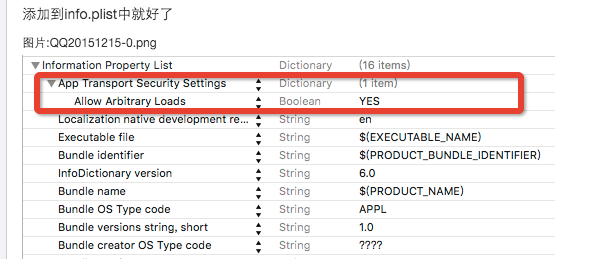 添加到info.plist中就好了
图片:QQ20151215-0.png
Information Property List Dictionary (16 items)
App Transport Security Settings Dictionary (1 item)
Allow Arbitrary Loads Boolean YES
Localization native development re... String en
Executable file String $(EXECUTABLE_NAME)
Bundle identifier String $(PRODUCT_BUNDLE_IDENTIFIER)
InfoDictionary version String 6.0
Bundle name String $(PRODUCT_NAME)
Bundle OS Type code String APPL
Bundle versions string, short String 1.0
Bundle creator OS Type code String ????